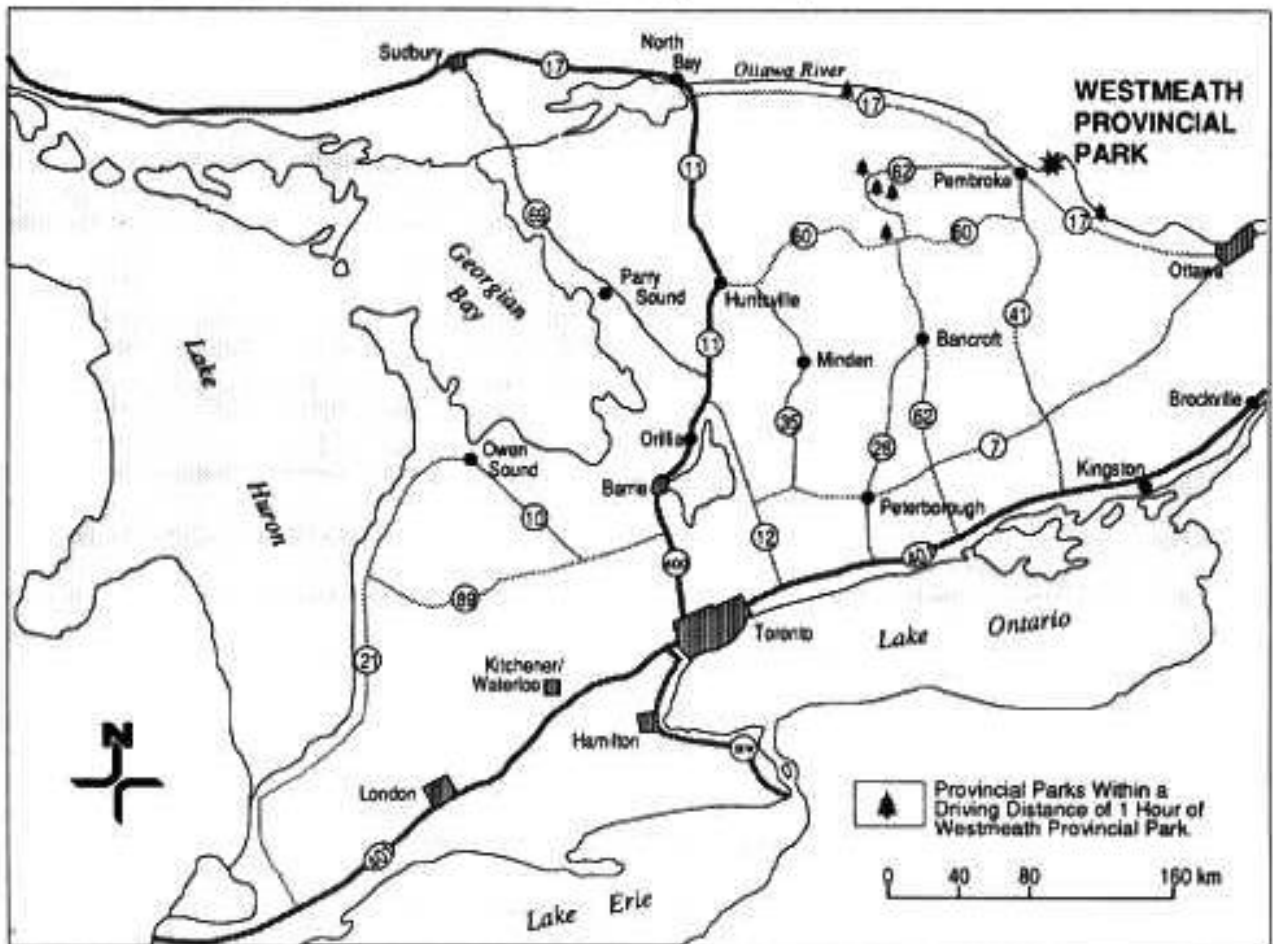 Sudbury
17
North
Bay
Ottawa River
17
WESTMEATH
PROVINCIAL
PARK
11
62
Pembroke
69
17
60
60
Ottawa
Georgian
Bay
Parry
Sound
Huntsville
41
11
Bancroft
Lake
Minden
Brockville
35
62
Orillia
28
7
Owen
Sound
Kingston
Barrie
Peterborough
Huron
10
12
400
401
89
Toronto
Lake Ontario
21
Kitchener/
Waterloo
N
Hamilton
London
Provincial Parks Within a
Driving Distance of 1 Hour of
Westmeath Provincial Park.
401
0 40 80 160 km
Lake Erie